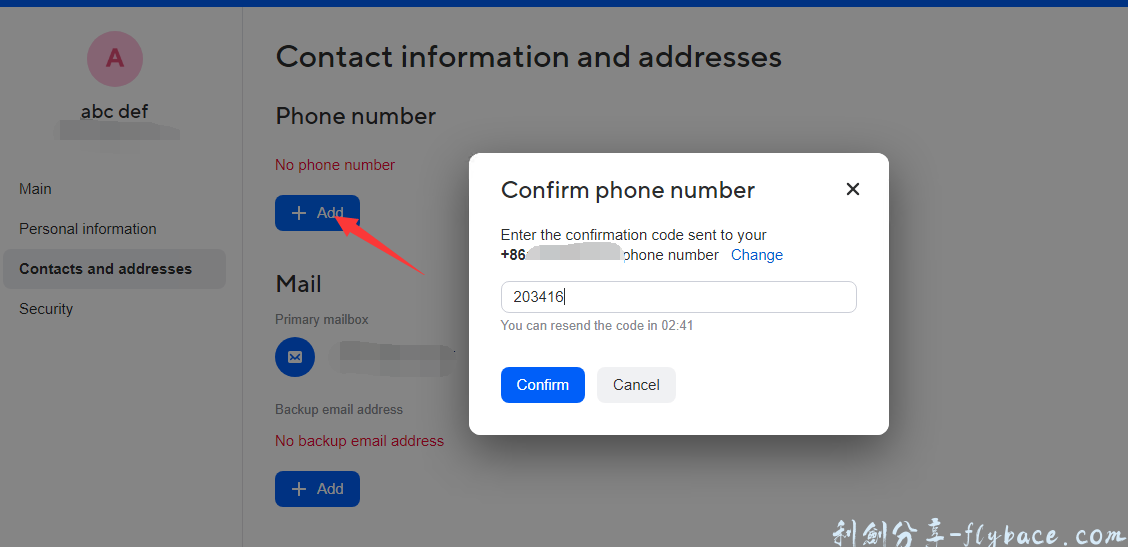 A
abc def
Main
Personal information
Contacts and addresses
Security
Contact information and addresses
Phone number
No phone number
Add
Mail
Primary mailbox
Backup email address
No backup email address
Add
Confirm phone number
Enter the confirmation code sent to your
+86 phone number Change
203416
You can resend the code in 02:41
Confirm
Cancel
利劍分享-flybace.com